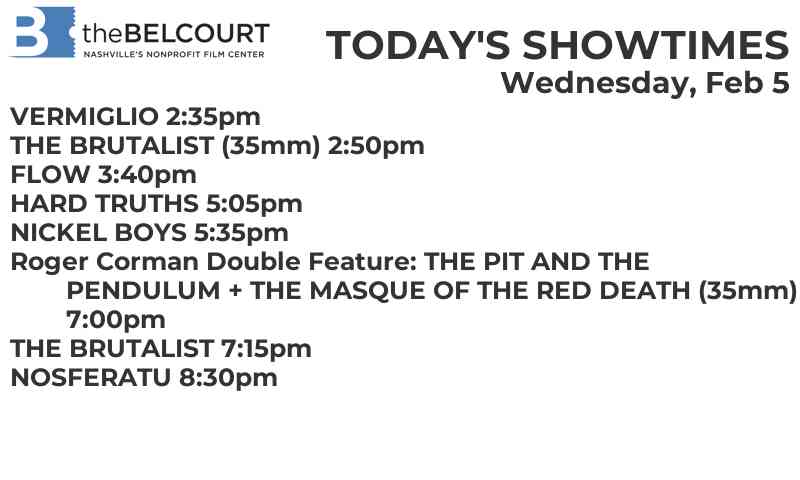 B theBELCOURT
NASHVILLE'S NONPROFIT FILM CENTER
TODAY'S SHOWTIMES
Wednesday, Feb 5
VERMIGLIO 2:35pm
THE BRUTALIST (35mm) 2:50pm
FLOW 3:40pm
HARD TRUTHS 5:05pm
NICKEL BOYS 5:35pm
Roger Corman Double Feature: THE PIT AND THE
PENDULUM + THE MASQUE OF THE RED DEATH (35mm)
7:00pm
THE BRUTALIST 7:15pm
NOSFERATU 8:30pm